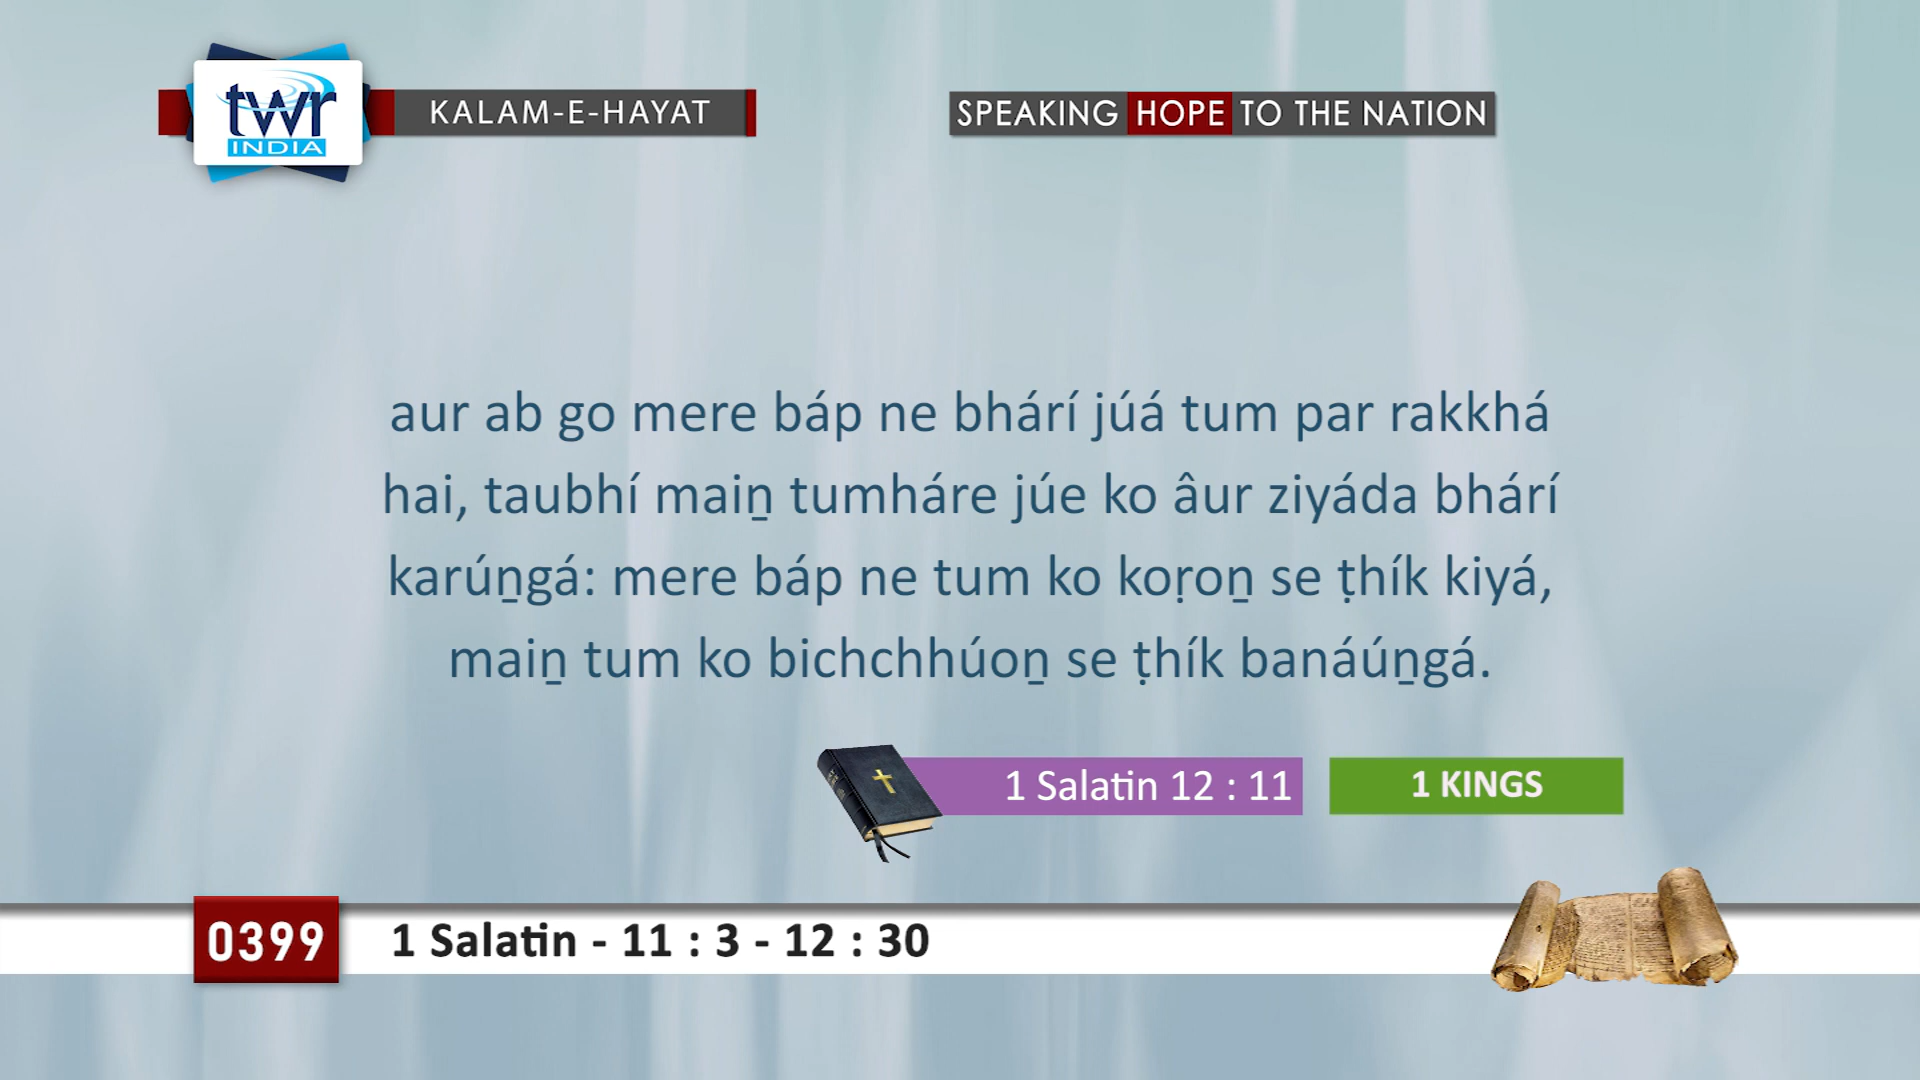 twr
INDIA
KALAM-E-HAYAT
SPEAKING HOPE TO THE NATION
aur ab go mere báp ne bhárí júá tum par rakkhá
hai, taubhí maiṉ tumháre júe ko âur ziyáda bhárí
karúṉgá: mere báp ne tum ko koṛoṉ se ṭhík kiyá,
maiṉ tum ko bichchhúoṉ se ṭhík banáúṉgá.
1 Salatin 12 : 11
1 KINGS
0399
1 Salatin - 11 : 3 - 12 : 30